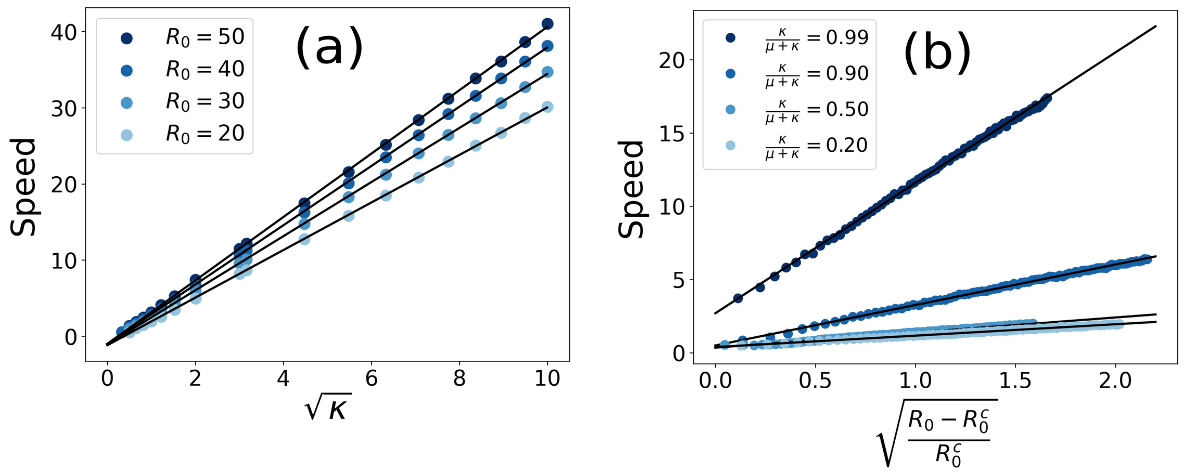 (a)
R₀ = 50
R₀ = 40
R₀ = 30
R₀ = 20
Speed
40
30
20
10
0
0 2 4 6 8 10
√κ
(b)
κ/(μ+κ) = 0.99
κ/(μ+κ) = 0.90
κ/(μ+κ) = 0.50
κ/(μ+κ) = 0.20
Speed
20
15
10
5
0
0.0 0.5 1.0 1.5 2.0
√((R₀ − R₀ᶜ)/R₀ᶜ)